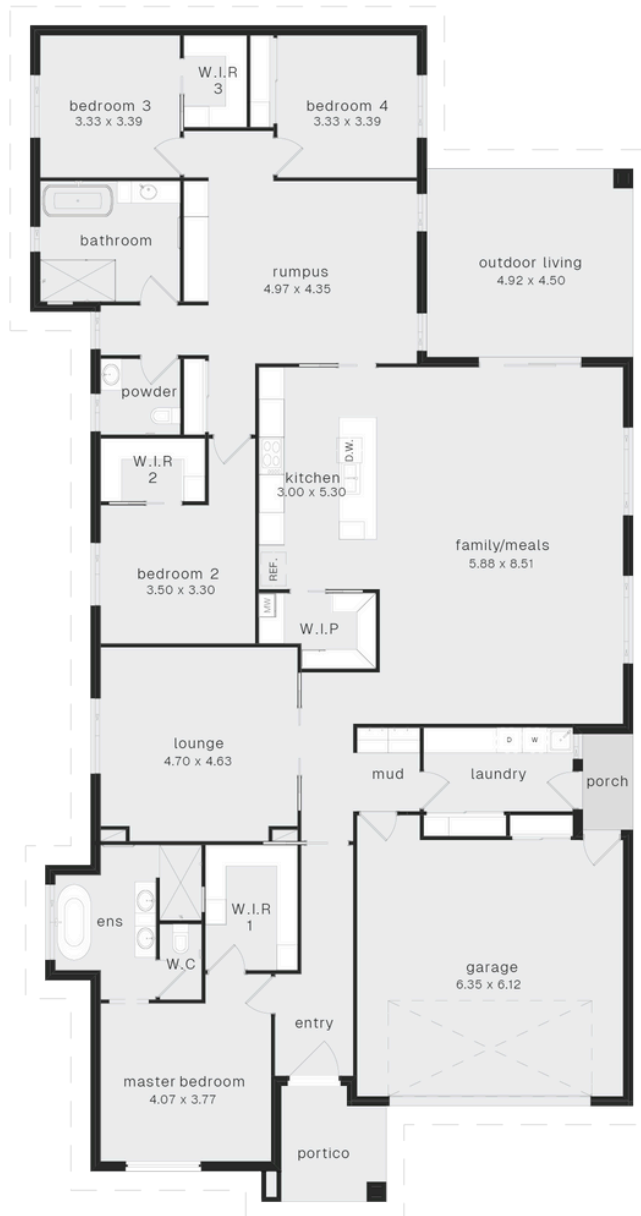 W.I.R
3
bedroom 3
3.33 x 3.39
bedroom 4
3.33 x 3.39
bathroom
rumpus
4.97 x 4.35
outdoor living
4.92 x 4.50
powder
W.I.R
2
D.W.
kitchen
3.00 x 5.30
family/meals
5.88 x 8.51
REF.
bedroom 2
3.50 x 3.30
MW
W.I.P
lounge
4.70 x 4.63
D
W
mud
laundry
porch
ens
W.I.R
1
W.C
garage
6.35 x 6.12
entry
master bedroom
4.07 x 3.77
portico